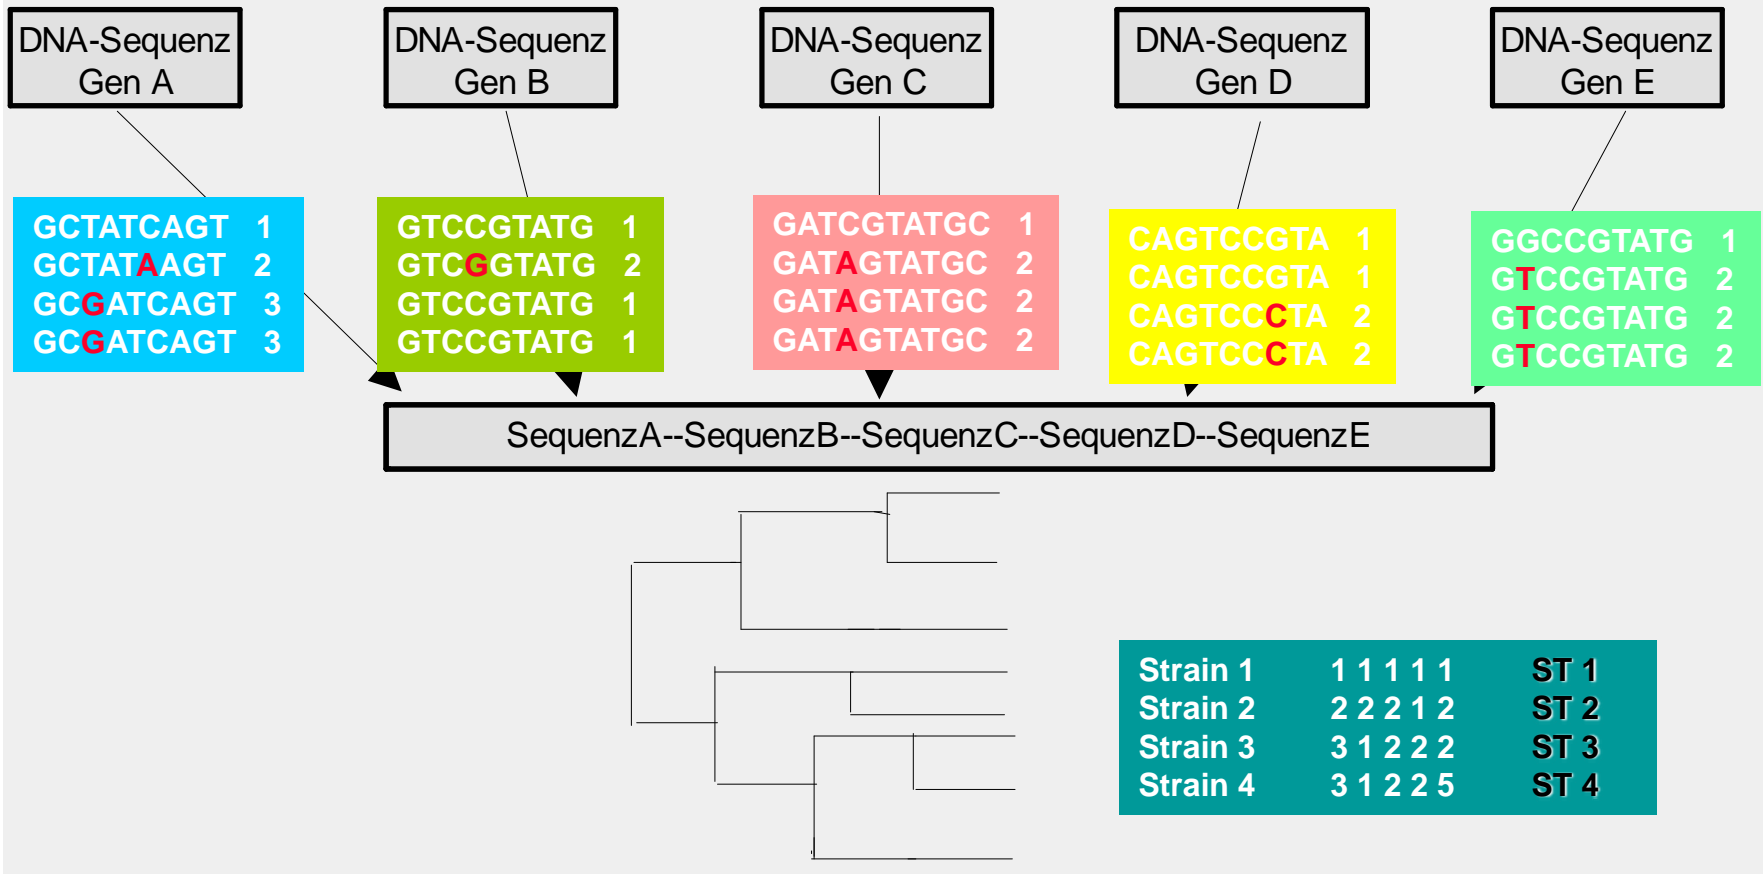 DNA-Sequenz
Gen A
DNA-Sequenz
Gen B
DNA-Sequenz
Gen C
DNA-Sequenz
Gen D
DNA-Sequenz
Gen E
GCTATCAGT 1
GCTATAAGT 2
GCGATCAGT 3
GCGATCAGT 3
GTCCGTATG 1
GTCGGTATG 2
GTCCGTATG 1
GTCCGTATG 1
GATCGTATGC 1
GATAGTATGC 2
GATAGTATGC 2
GATAGTATGC 2
CAGTCCGTA 1
CAGTCCGTA 1
CAGTCCCTA 2
CAGTCCCTA 2
GGCCGTATG 1
GTCCGTATG 2
GTCCGTATG 2
GTCCGTATG 2
SequenzA--SequenzB--SequenzC--SequenzD--SequenzE
Strain 1 1 1 1 1 1 ST 1
Strain 2 2 2 2 1 2 ST 2
Strain 3 3 1 2 2 2 ST 3
Strain 4 3 1 2 2 5 ST 4